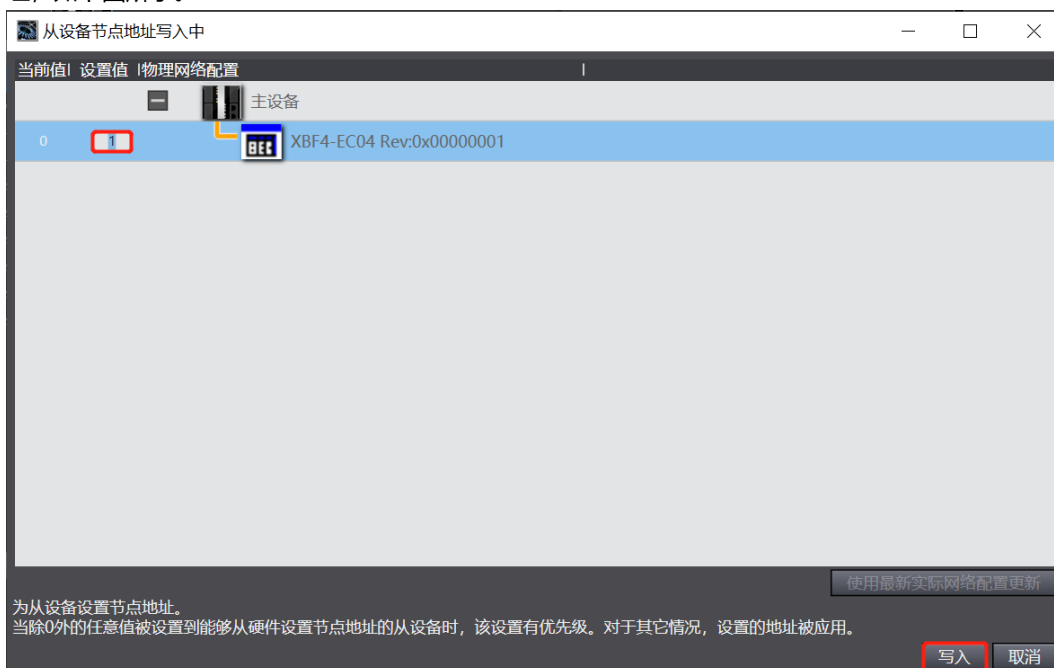 从设备节点地址写入中
当前值| 设置值 |物理网络配置 |
主设备
0 1 XBF4-EC04 Rev:0x00000001
使用最新实际网络配置更新
为从设备设置节点地址。
当除0外的任意值被设置到能够从硬件设置节点地址的从设备时，该设置有优先级。对于其它情况，设置的地址被应用。
写入 取消